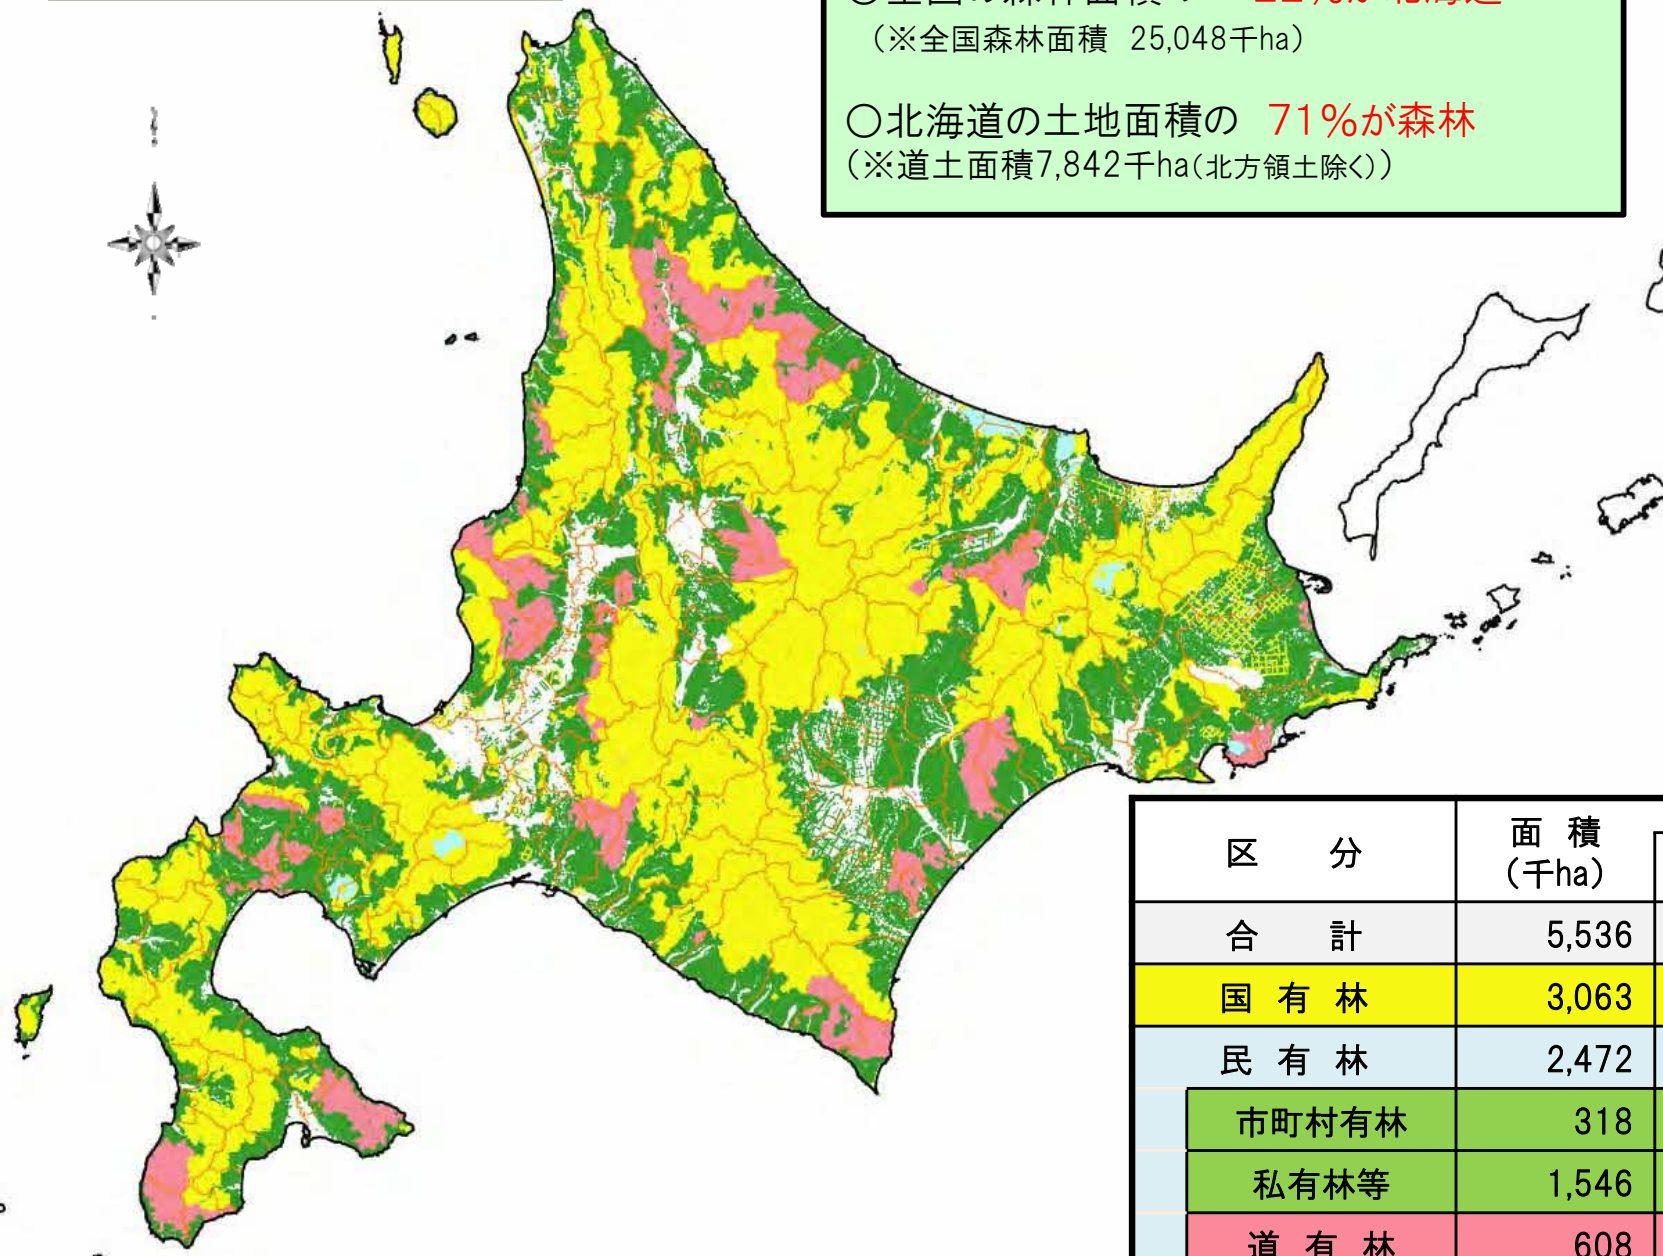 (※全国森林面積 25,048千ha)
○北海道の土地面積の 71%が森林
(※道土面積7,842千ha(北方領土除く))
区 分 面 積 (千ha)
合 計 5,536
国 有 林 3,063
民 有 林 2,472
市町村有林 318
私有林等 1,546
道 有 林 608